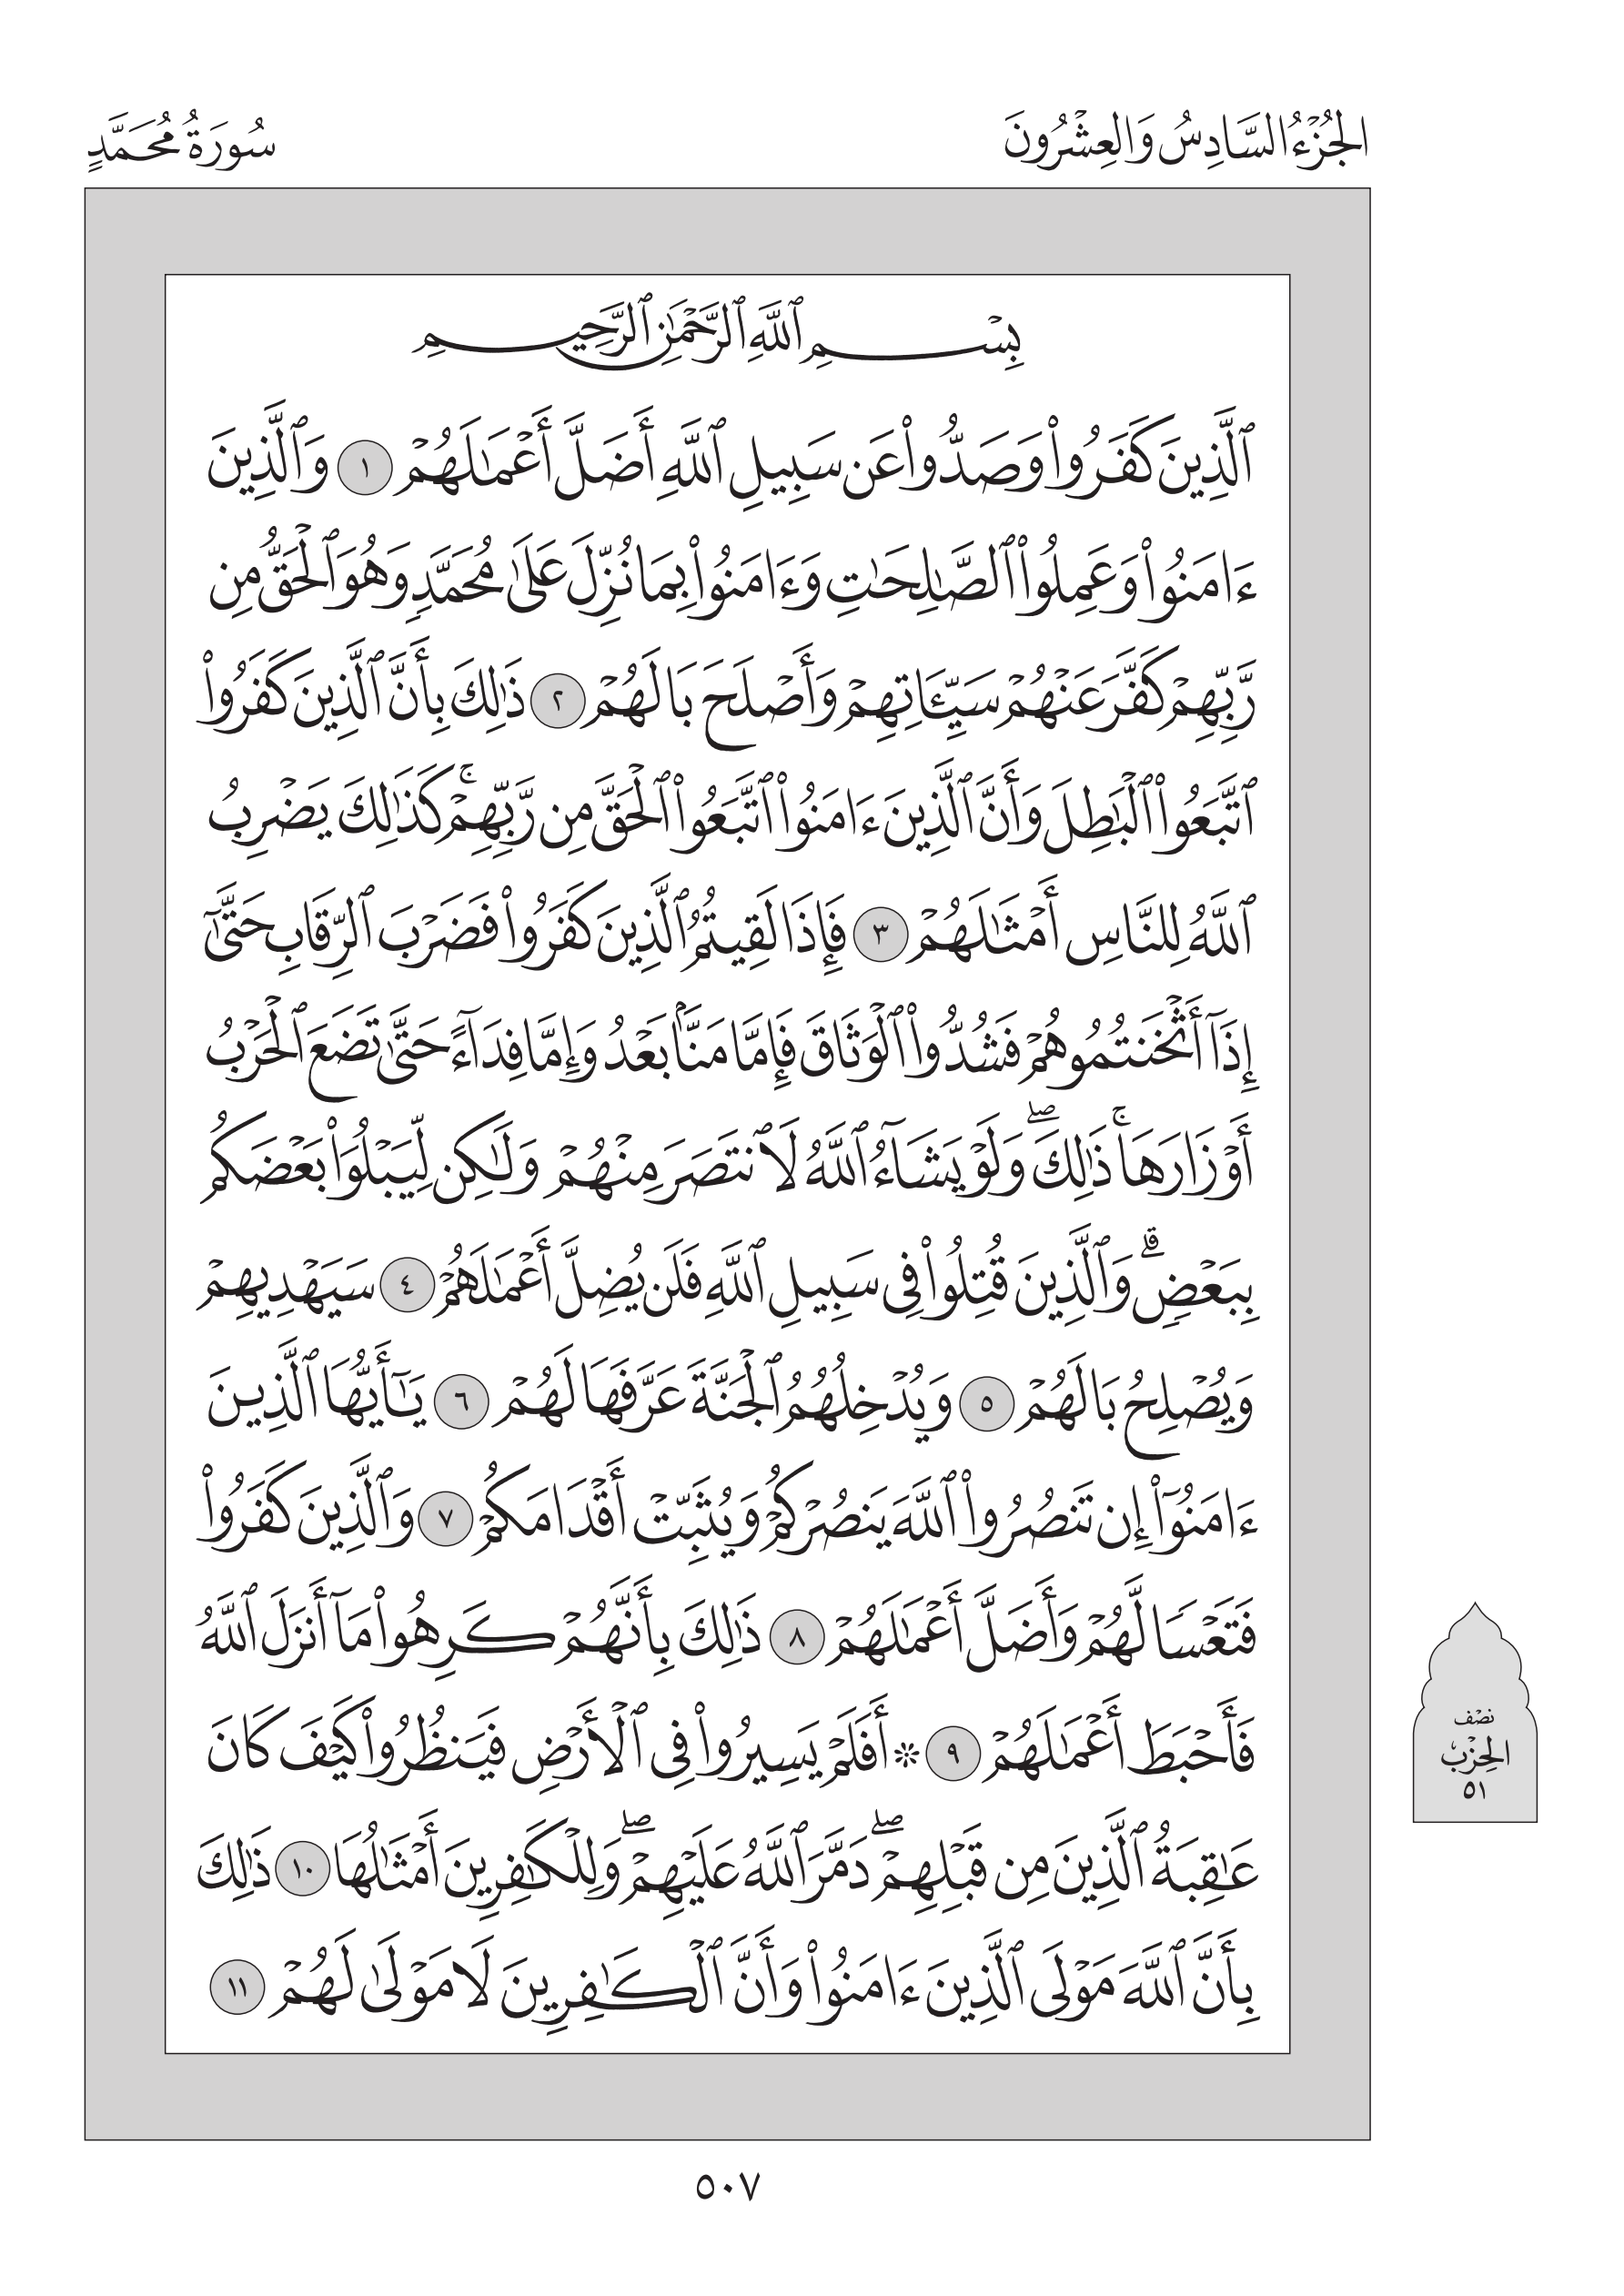 الجُزْءُ السَّادِسُ وَالعِشْرُونَ
سُورَةُ مُحَمَّدٍ
بِسْمِ ٱللَّهِ ٱلرَّحْمَٰنِ ٱلرَّحِيمِ
ٱلَّذِينَ كَفَرُوا۟ وَصَدُّوا۟ عَن سَبِيلِ ٱللَّهِ أَضَلَّ أَعْمَٰلَهُمْ ١ وَٱلَّذِينَ
ءَامَنُوا۟ وَعَمِلُوا۟ ٱلصَّٰلِحَٰتِ وَءَامَنُوا۟ بِمَا نُزِّلَ عَلَىٰ مُحَمَّدٍ وَهُوَ ٱلْحَقُّ مِن
رَّبِّهِمْ كَفَّرَ عَنْهُمْ سَيِّـَٔاتِهِمْ وَأَصْلَحَ بَالَهُمْ ٢ ذَٰلِكَ بِأَنَّ ٱلَّذِينَ كَفَرُوا۟
ٱتَّبَعُوا۟ ٱلْبَٰطِلَ وَأَنَّ ٱلَّذِينَ ءَامَنُوا۟ ٱتَّبَعُوا۟ ٱلْحَقَّ مِن رَّبِّهِمْ ۚ كَذَٰلِكَ يَضْرِبُ
ٱللَّهُ لِلنَّاسِ أَمْثَٰلَهُمْ ٣ فَإِذَا لَقِيتُمُ ٱلَّذِينَ كَفَرُوا۟ فَضَرْبَ ٱلرِّقَابِ حَتَّىٰٓ
إِذَآ أَثْخَنتُمُوهُمْ فَشُدُّوا۟ ٱلْوَثَاقَ فَإِمَّا مَنًّۢا بَعْدُ وَإِمَّا فِدَآءً حَتَّىٰ تَضَعَ ٱلْحَرْبُ
أَوْزَارَهَا ۚ ذَٰلِكَ ۖ وَلَوْ يَشَآءُ ٱللَّهُ لَٱنتَصَرَ مِنْهُمْ وَلَٰكِن لِّيَبْلُوَا۟ بَعْضَكُم
بِبَعْضٍ ۗ وَٱلَّذِينَ قُتِلُوا۟ فِى سَبِيلِ ٱللَّهِ فَلَن يُضِلَّ أَعْمَٰلَهُمْ ٤ سَيَهْدِيهِمْ
وَيُصْلِحُ بَالَهُمْ ٥ وَيُدْخِلُهُمُ ٱلْجَنَّةَ عَرَّفَهَا لَهُمْ ٦ يَٰٓأَيُّهَا ٱلَّذِينَ
ءَامَنُوٓا۟ إِن تَنصُرُوا۟ ٱللَّهَ يَنصُرْكُمْ وَيُثَبِّتْ أَقْدَامَكُمْ ٧ وَٱلَّذِينَ كَفَرُوا۟
فَتَعْسًا لَّهُمْ وَأَضَلَّ أَعْمَٰلَهُمْ ٨ ذَٰلِكَ بِأَنَّهُمْ كَرِهُوا۟ مَآ أَنزَلَ ٱللَّهُ
فَأَحْبَطَ أَعْمَٰلَهُمْ ٩ ۞ أَفَلَمْ يَسِيرُوا۟ فِى ٱلْأَرْضِ فَيَنظُرُوا۟ كَيْفَ كَانَ
عَٰقِبَةُ ٱلَّذِينَ مِن قَبْلِهِمْ ۖ دَمَّرَ ٱللَّهُ عَلَيْهِمْ ۖ وَلِلْكَٰفِرِينَ أَمْثَٰلُهَا ١٠ ذَٰلِكَ
بِأَنَّ ٱللَّهَ مَوْلَى ٱلَّذِينَ ءَامَنُوا۟ وَأَنَّ ٱلْكَٰفِرِينَ لَا مَوْلَىٰ لَهُمْ ١١
نصْف
الحِزْب
٥١
٥٠٧